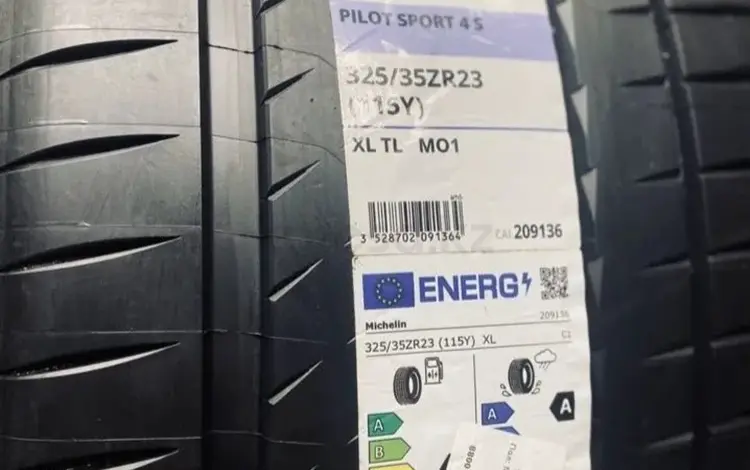 PILOT SPORT 4 S
325/35ZR23
(115Y)
XL TL MO1
3 528702 091364
CAI 209136
ENERG
Michelin
209136
325/35ZR23 (115Y) XL
C1
A
A
A
B